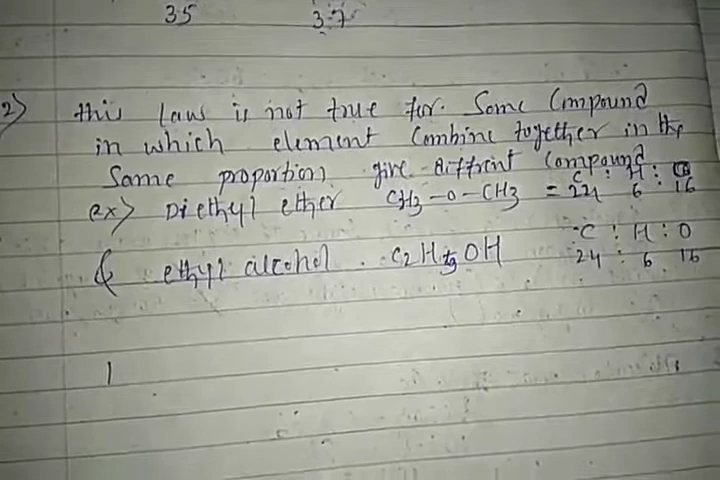 35 37
2) this law is not true for. Some Compound
in which element Combine together in the
Same proportion give diffrent Compound
C : H : O
ex> Diethyl ether CH3-O-CH3 = 24 6 : 16
C : H : O
& ethyl alcohol . C2H5OH 24 : 6 16